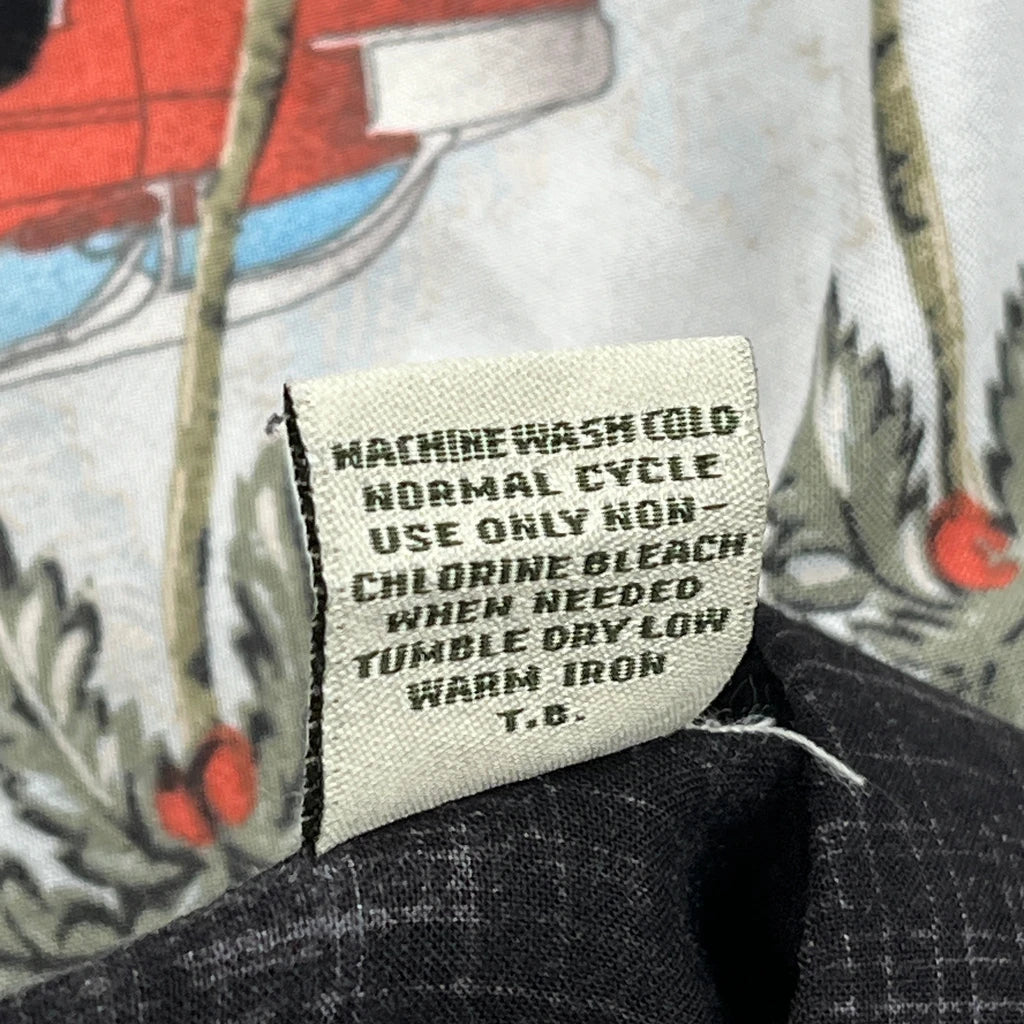 MACHINE WASH COLD
NORMAL CYCLE
USE ONLY NON-
CHLORINE BLEACH
WHEN NEEDED
TUMBLE DRY LOW
WARM IRON
T.B.